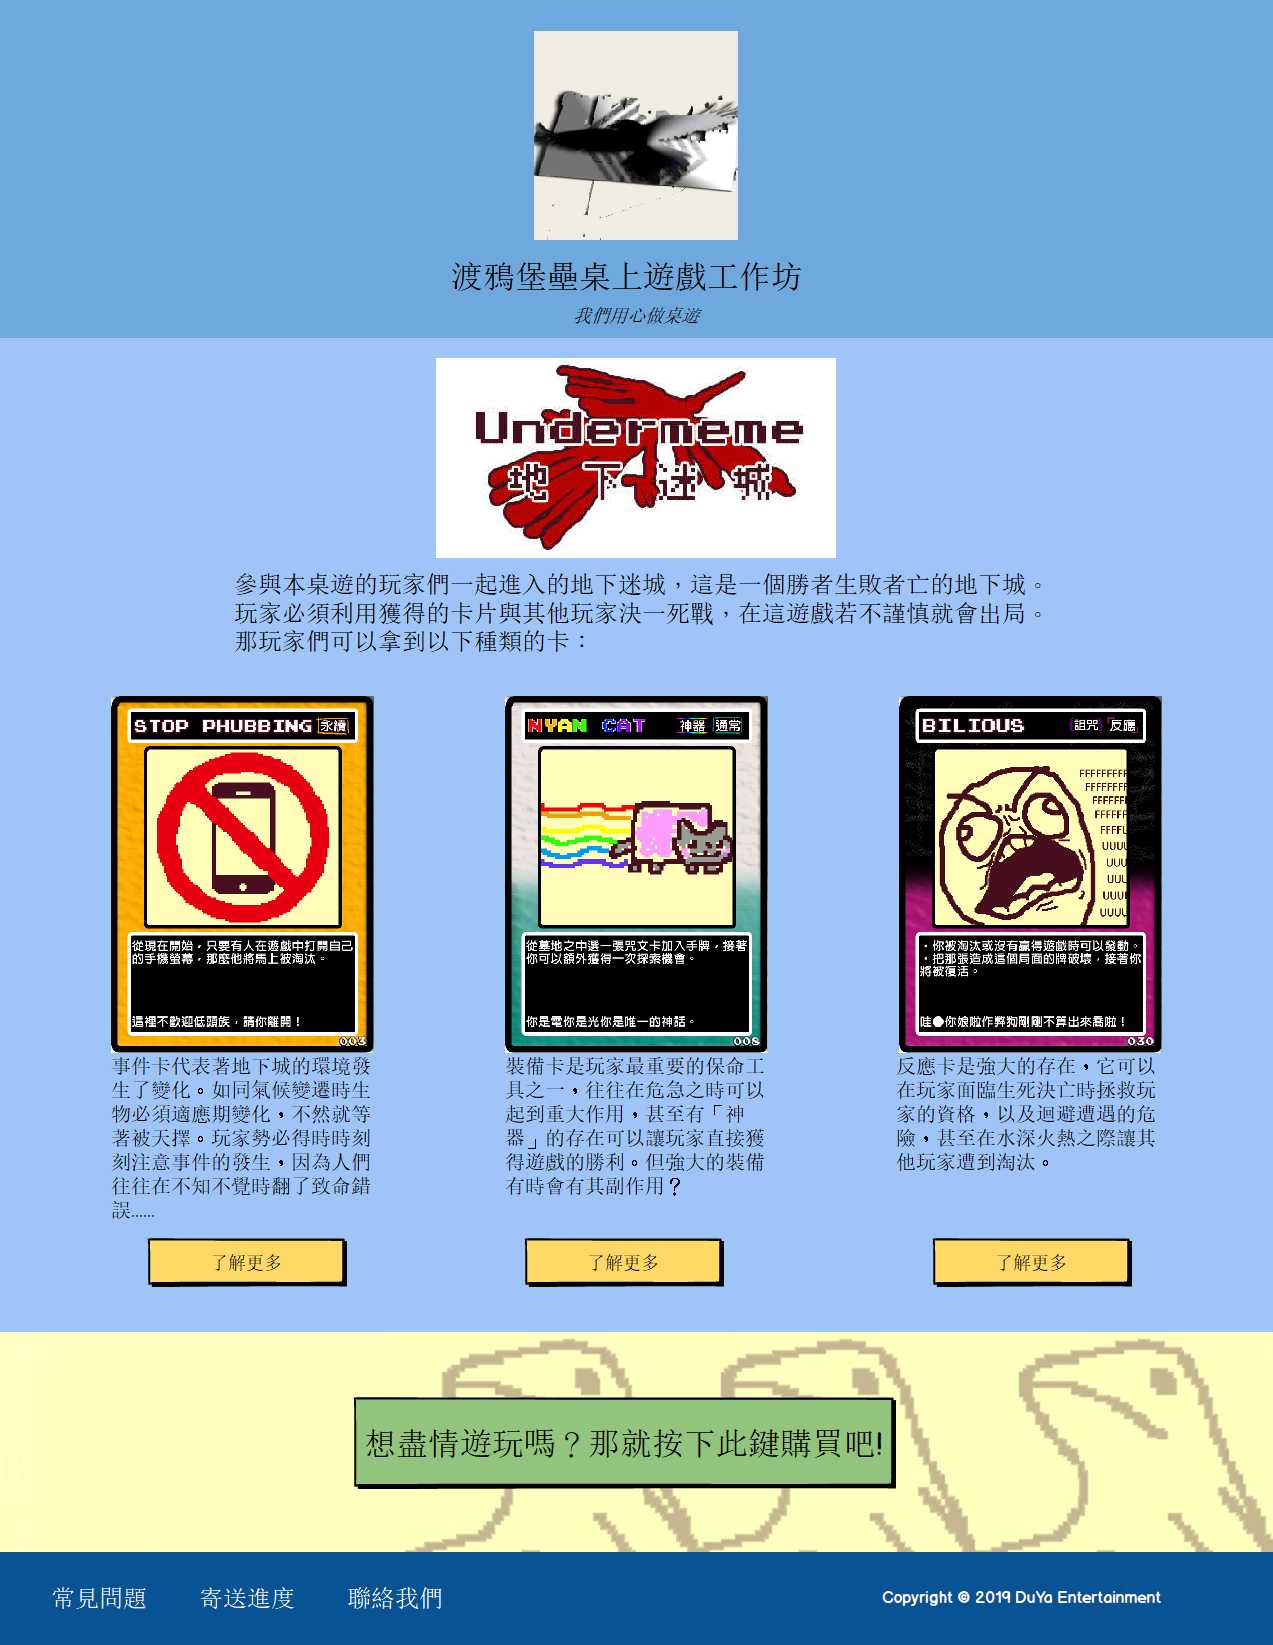 渡鴉堡壘桌上遊戲工作坊
我們用心做桌遊
Undermeme
地下迷城
參與本桌遊的玩家們一起進入的地下迷城，這是一個勝者生敗者亡的地下城。
玩家必須利用獲得的卡片與其他玩家決一死戰，在這遊戲若不謹慎就會出局。
那玩家們可以拿到以下種類的卡：
STOP PHUBBING 永續
從現在開始，只要有人在遊戲中打開自己
的手機螢幕，那麼他將馬上被淘汰。
這裡不歡迎低頭族，請你離開！
003
事件卡代表著地下城的環境發
生了變化。如同氣候變遷時生
物必須適應期變化，不然就等
著被天擇。玩家勢必得時時刻
刻注意事件的發生，因為人們
往往在不知不覺時翻了致命錯
誤......
了解更多
NYAN CAT 神器 通常
從墓地之中選一張咒文卡加入手牌，接著
你可以額外獲得一次探索機會。
你是電你是光你是唯一的神話。
008
裝備卡是玩家最重要的保命工
具之一，往往在危急之時可以
起到重大作用，甚至有「神
器」的存在可以讓玩家直接獲
得遊戲的勝利。但強大的裝備
有時會有其副作用？
了解更多
BILIOUS 詛咒 反應
FFFFFFFFF
FFFFFFFF
FFFFFFF
FFFFFF
FFFFU
UUUU
UUU
UUU
UUUU
UUUU
・你被淘汰或沒有贏得遊戲時可以發動。
・把那張造成這個局面的牌破壞，接著你
將被復活。
哇●你娘啦作弊狗剛剛不算出來喬啦！
030
反應卡是強大的存在，它可以
在玩家面臨生死決亡時拯救玩
家的資格，以及迴避遭遇的危
險，甚至在水深火熱之際讓其
他玩家遭到淘汰。
了解更多
想盡情遊玩嗎？那就按下此鍵購買吧!
常見問題 寄送進度 聯絡我們
Copyright © 2019 DuYa Entertainment